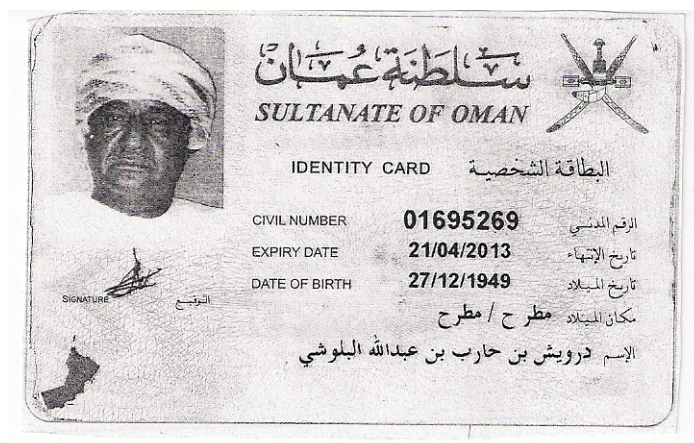 سلطنة عُمان
SULTANATE OF OMAN
IDENTITY CARD البطاقة الشخصية
CIVIL NUMBER 01695269 الرقم المدني
EXPIRY DATE 21/04/2013 تاريخ الإنتهاء
DATE OF BIRTH 27/12/1949 تاريخ الميلاد
SIGNATURE التوقيع
مكان الميلاد مطرح / مطرح
الإسم درويش بن حارب بن عبدالله البلوشي